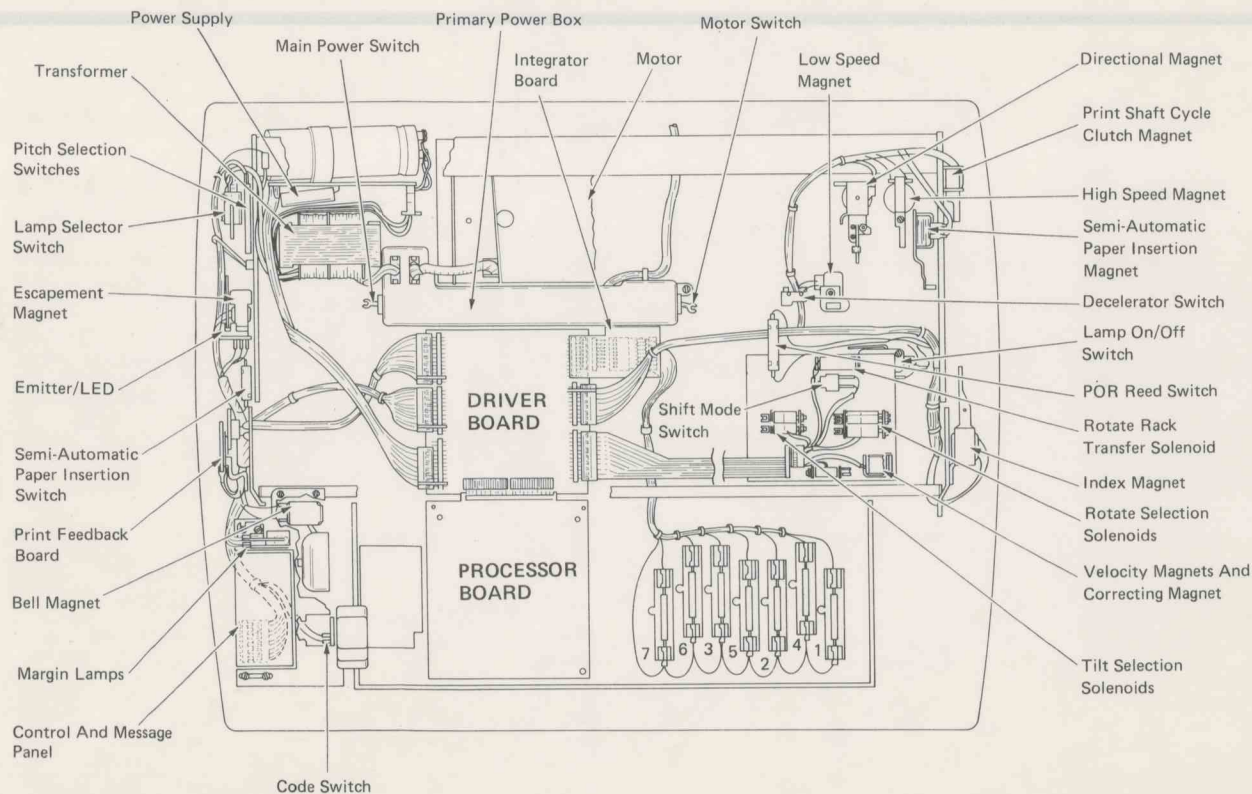 Power Supply
Primary Power Box
Motor Switch
Main Power Switch
Integrator
Board
Motor
Low Speed
Magnet
Directional Magnet
Transformer
Print Shaft Cycle
Clutch Magnet
Pitch Selection
Switches
High Speed Magnet
Lamp Selector
Switch
Semi-Automatic
Paper Insertion
Magnet
Escapement
Magnet
Decelerator Switch
Lamp On/Off
Switch
Emitter/LED
DRIVER
BOARD
Shift Mode
Switch
POR Reed Switch
Rotate Rack
Transfer Solenoid
Semi-Automatic
Paper Insertion
Switch
Index Magnet
Rotate Selection
Solenoids
Print Feedback
Board
PROCESSOR
BOARD
Velocity Magnets And
Correcting Magnet
Bell Magnet
7 6 3 5 2 4 1
Margin Lamps
Tilt Selection
Solenoids
Control And Message
Panel
Code Switch